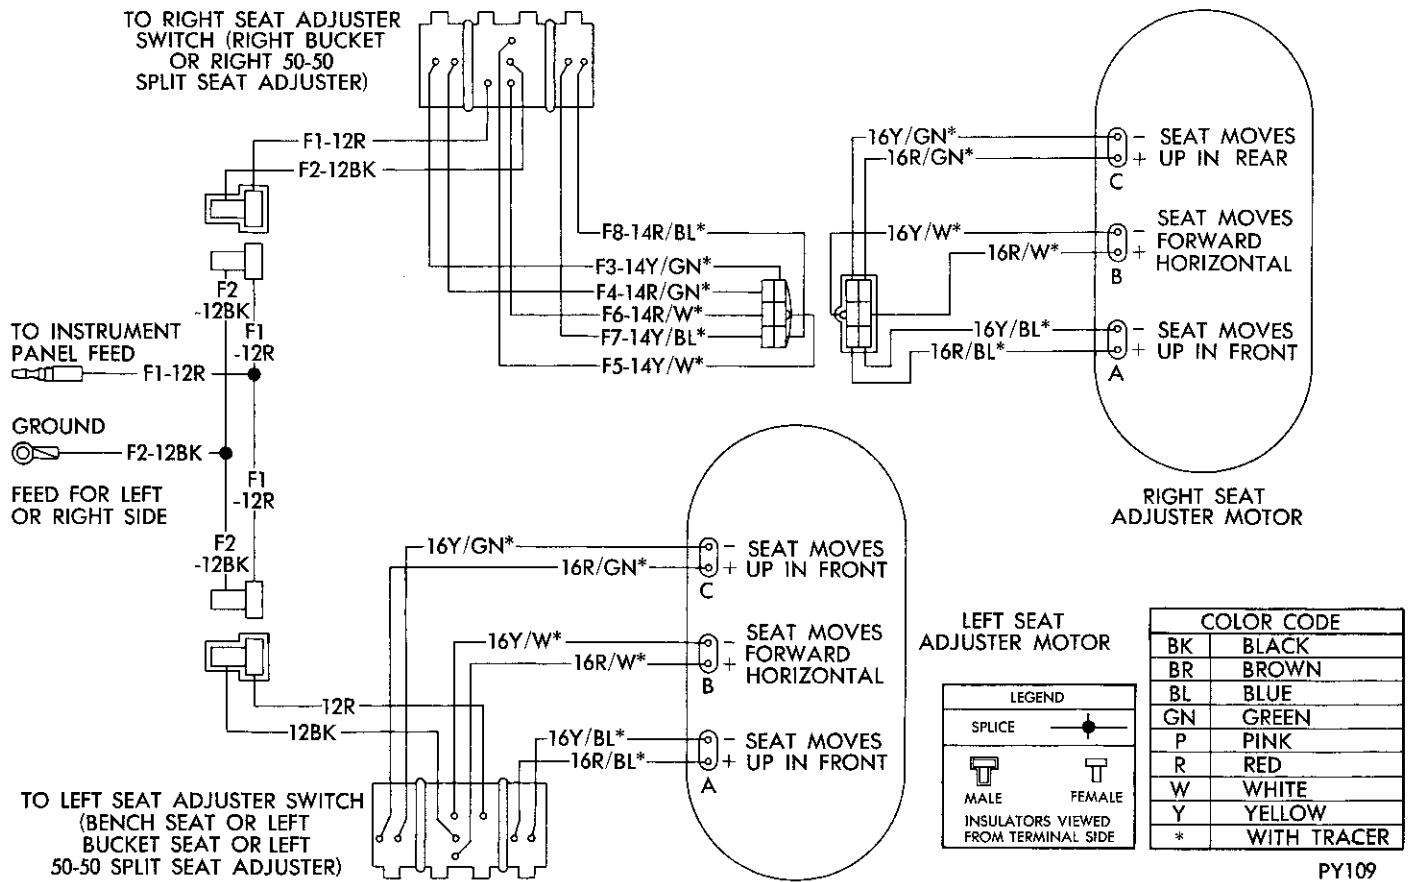 TO RIGHT SEAT ADJUSTER
SWITCH (RIGHT BUCKET
OR RIGHT 50-50
SPLIT SEAT ADJUSTER)
F1-12R
F2-12BK
F8-14R/BL*
F3-14Y/GN*
F4-14R/GN*
F6-14R/W*
F7-14Y/BL*
F5-14Y/W*
16Y/GN*
16R/GN*
16Y/W*
16R/W*
16Y/BL*
16R/BL*
- SEAT MOVES
+ UP IN REAR
C
- SEAT MOVES
FORWARD
+ HORIZONTAL
B
- SEAT MOVES
+ UP IN FRONT
A
RIGHT SEAT
ADJUSTER MOTOR
F2
-12BK
F1
-12R
TO INSTRUMENT
PANEL FEED
F1-12R
GROUND
F2-12BK
FEED FOR LEFT
OR RIGHT SIDE
F1
-12R
F2
-12BK
16Y/GN*
16R/GN*
16Y/W*
16R/W*
16Y/BL*
16R/BL*
- SEAT MOVES
+ UP IN FRONT
C
- SEAT MOVES
FORWARD
+ HORIZONTAL
B
- SEAT MOVES
+ UP IN FRONT
A
12R
12BK
TO LEFT SEAT ADJUSTER SWITCH
(BENCH SEAT OR LEFT
BUCKET SEAT OR LEFT
50-50 SPLIT SEAT ADJUSTER)
LEFT SEAT
ADJUSTER MOTOR
LEGEND
SPLICE
MALE FEMALE
INSULATORS VIEWED
FROM TERMINAL SIDE
COLOR CODE
BK BLACK
BR BROWN
BL BLUE
GN GREEN
P PINK
R RED
W WHITE
Y YELLOW
* WITH TRACER
PY109